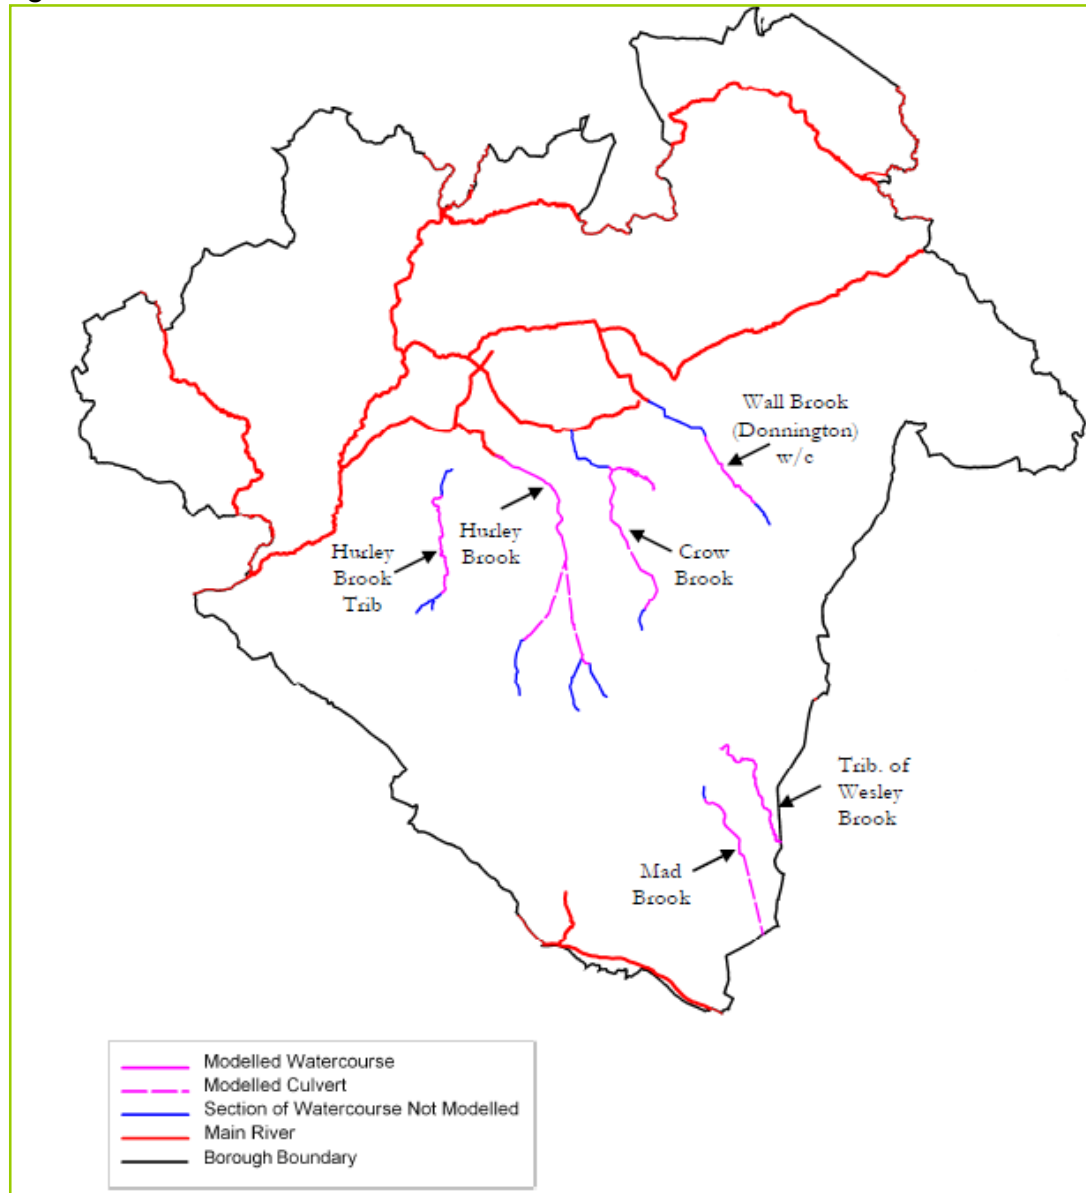 Wall Brook
(Donnington)
w/c
Hurley
Brook
Hurley
Brook
Trib
Crow
Brook
Trib. of
Wesley
Brook
Mad
Brook
Modelled Watercourse
Modelled Culvert
Section of Watercourse Not Modelled
Main River
Borough Boundary